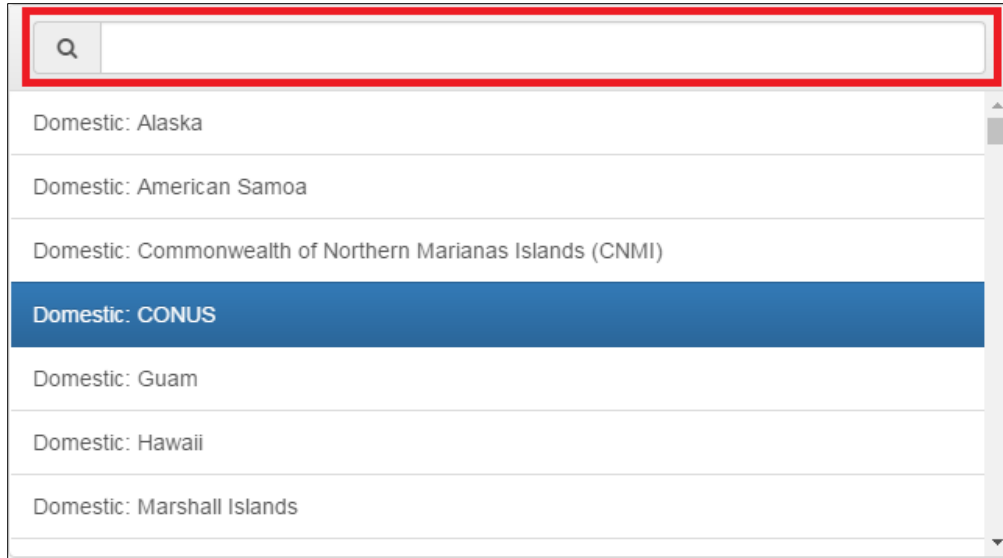 Domestic: Alaska
Domestic: American Samoa
Domestic: Commonwealth of Northern Marianas Islands (CNMI)
Domestic: CONUS
Domestic: Guam
Domestic: Hawaii
Domestic: Marshall Islands